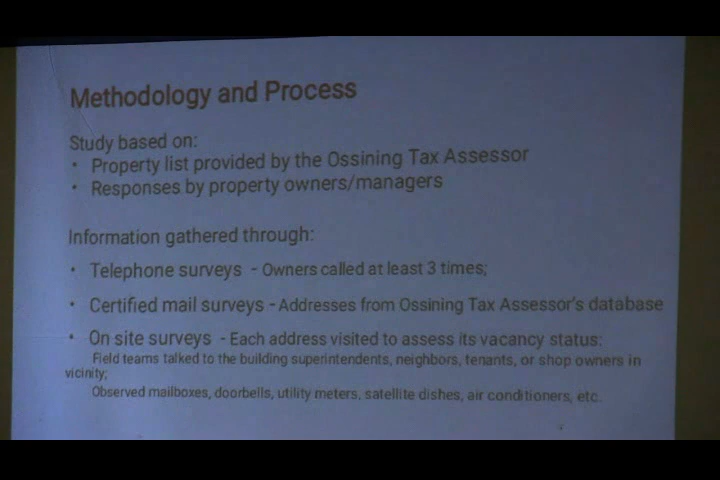 Methodology and Process
Study based on:
• Property list provided by the Ossining Tax Assessor
• Responses by property owners/managers
Information gathered through:
• Telephone surveys - Owners called at least 3 times;
• Certified mail surveys - Addresses from Ossining Tax Assessor's database
• On site surveys - Each address visited to assess its vacancy status:
Field teams talked to the building superintendents, neighbors, tenants, or shop owners in
vicinity;
Observed mailboxes, doorbells, utility meters, satellite dishes, air conditioners, etc.